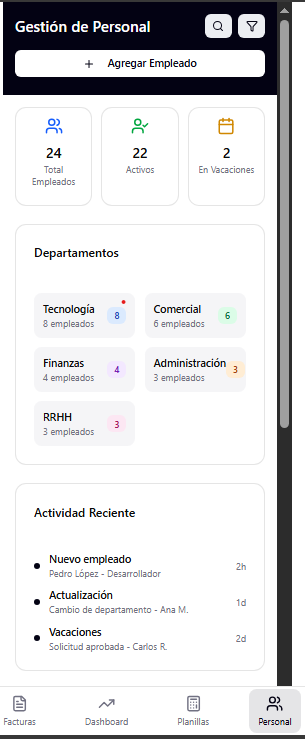 Gestión de Personal
+ Agregar Empleado
24
Total
Empleados
22
Activos
2
En Vacaciones
Departamentos
Tecnología
8 empleados
8
Comercial
6 empleados
6
Finanzas
4 empleados
4
Administración
3 empleados
3
RRHH
3 empleados
3
Actividad Reciente
Nuevo empleado
Pedro López - Desarrollador
2h
Actualización
Cambio de departamento - Ana M.
1d
Vacaciones
Solicitud aprobada - Carlos R.
2d
Facturas
Dashboard
Planillas
Personal